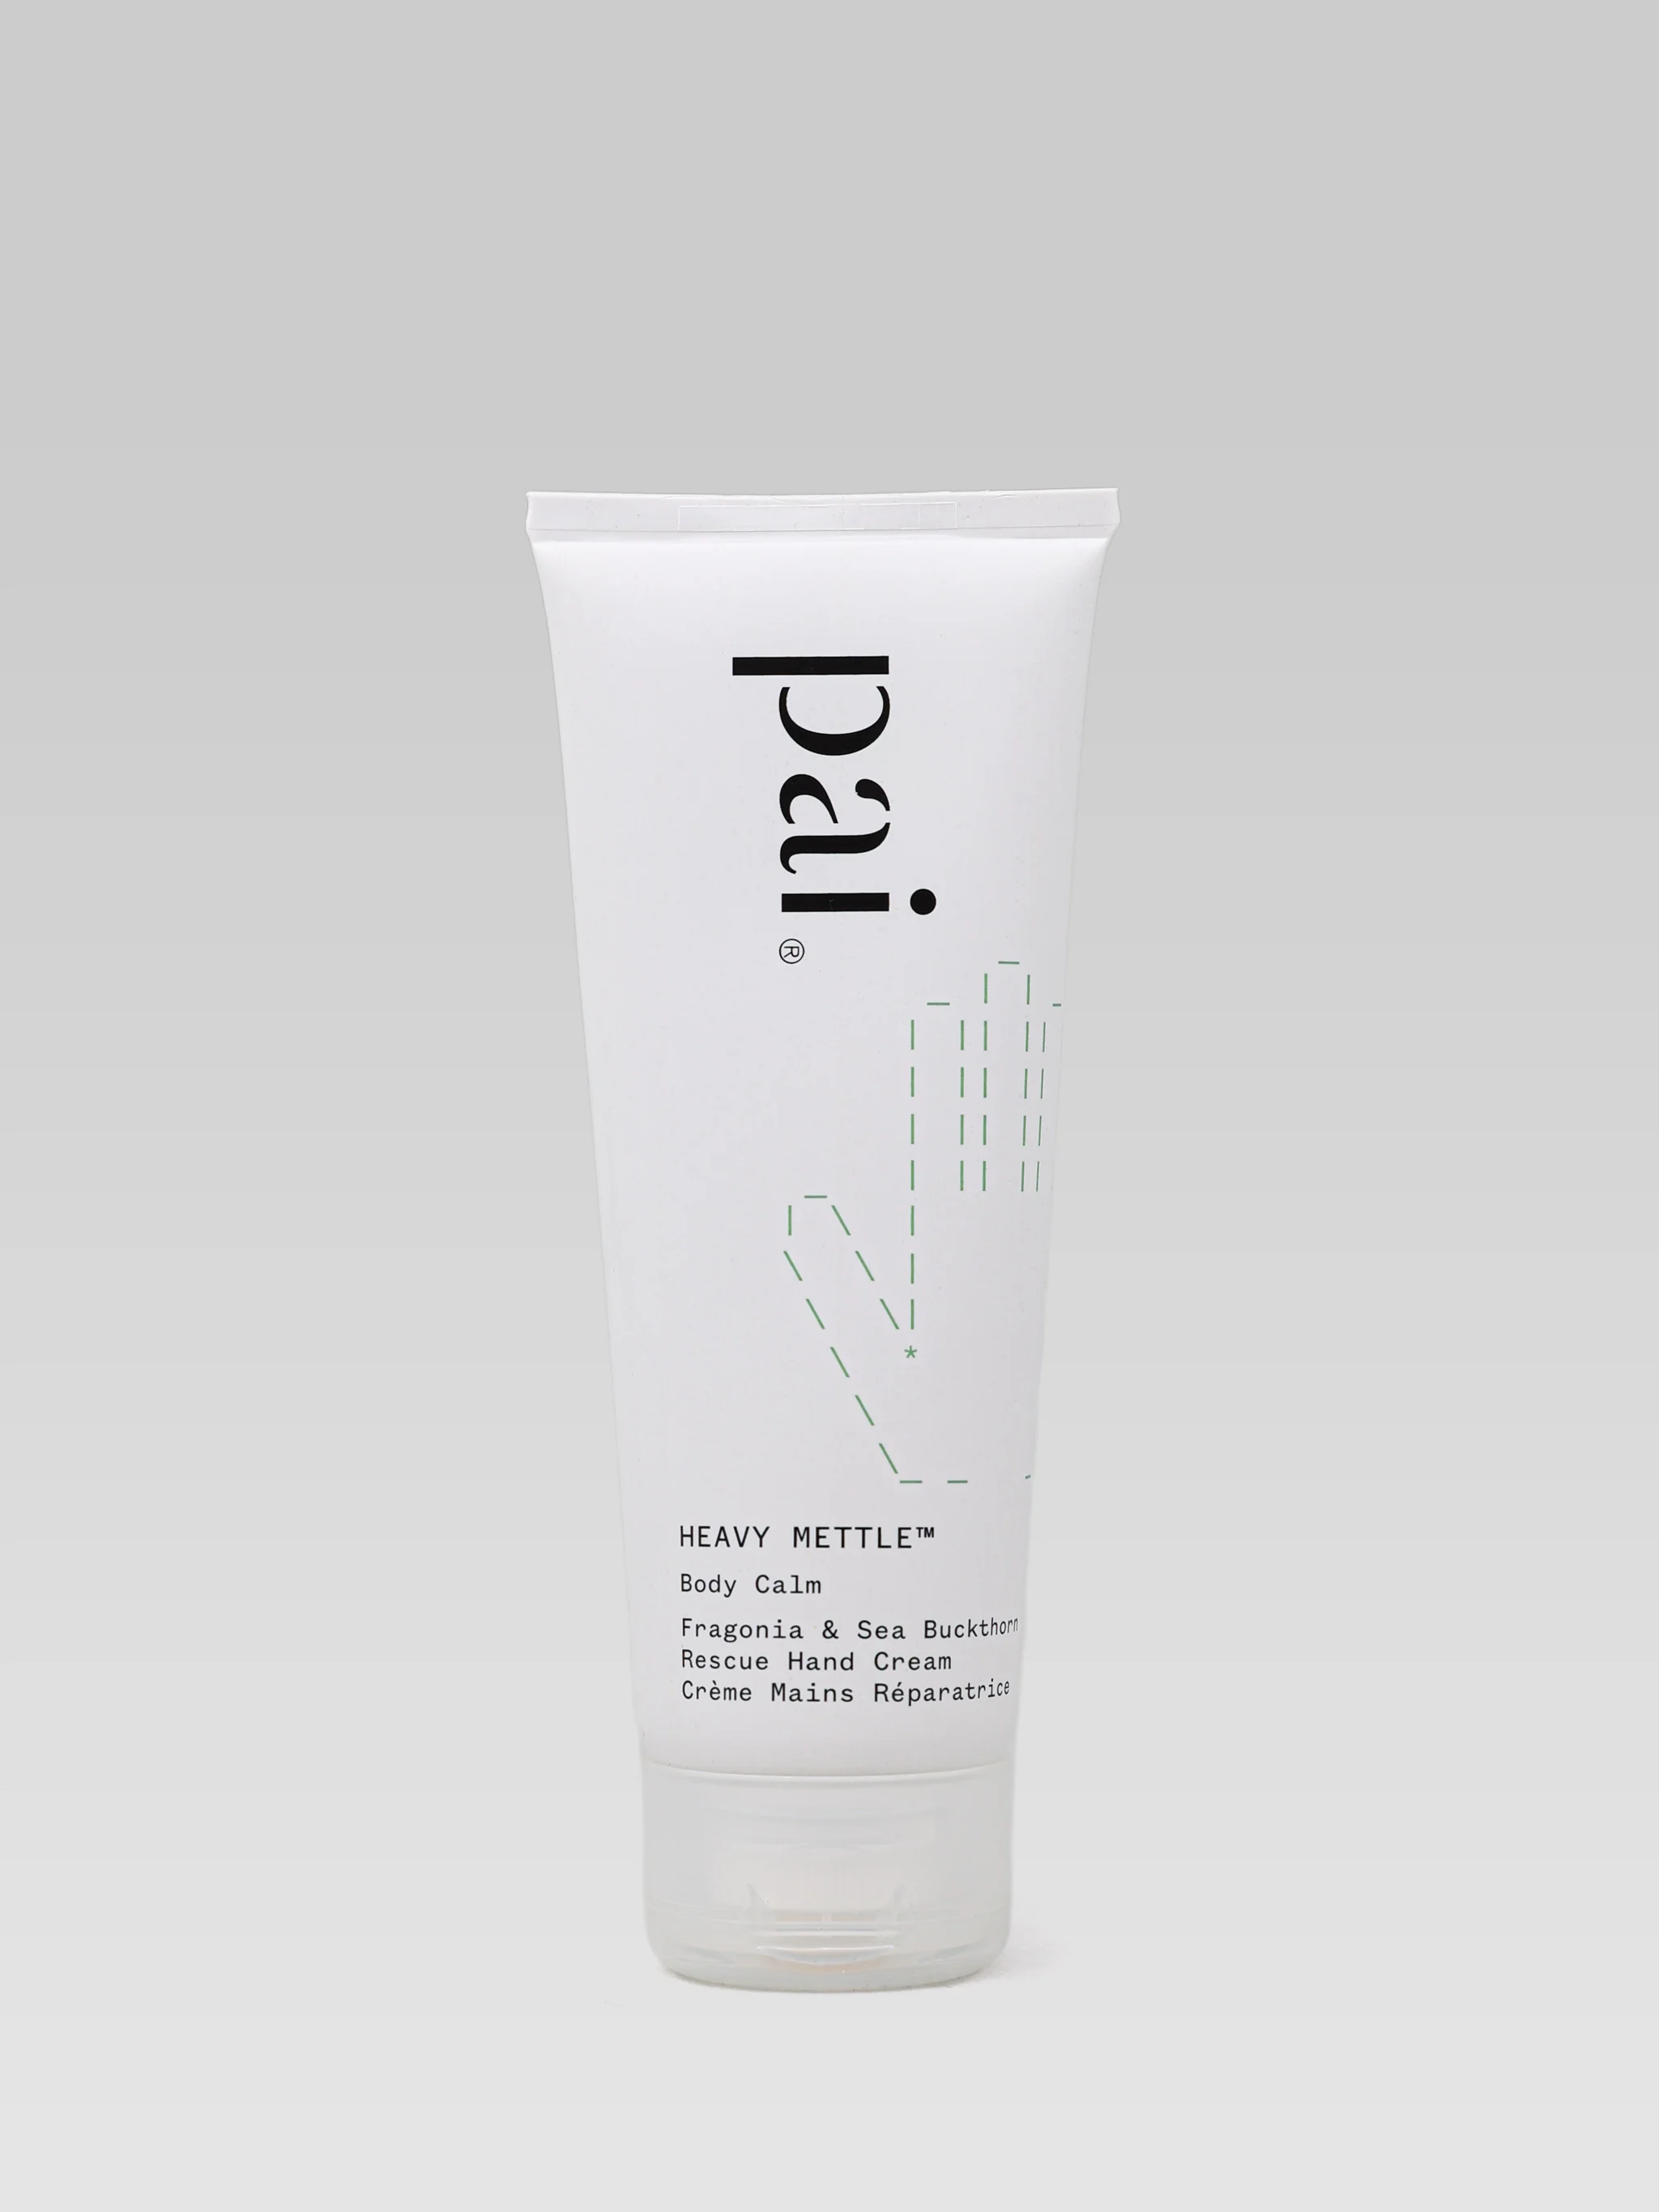 pai®
HEAVY METTLE™
Body Calm
Fragonia & Sea Buckthorn
Rescue Hand Cream
Crème Mains Réparatrice